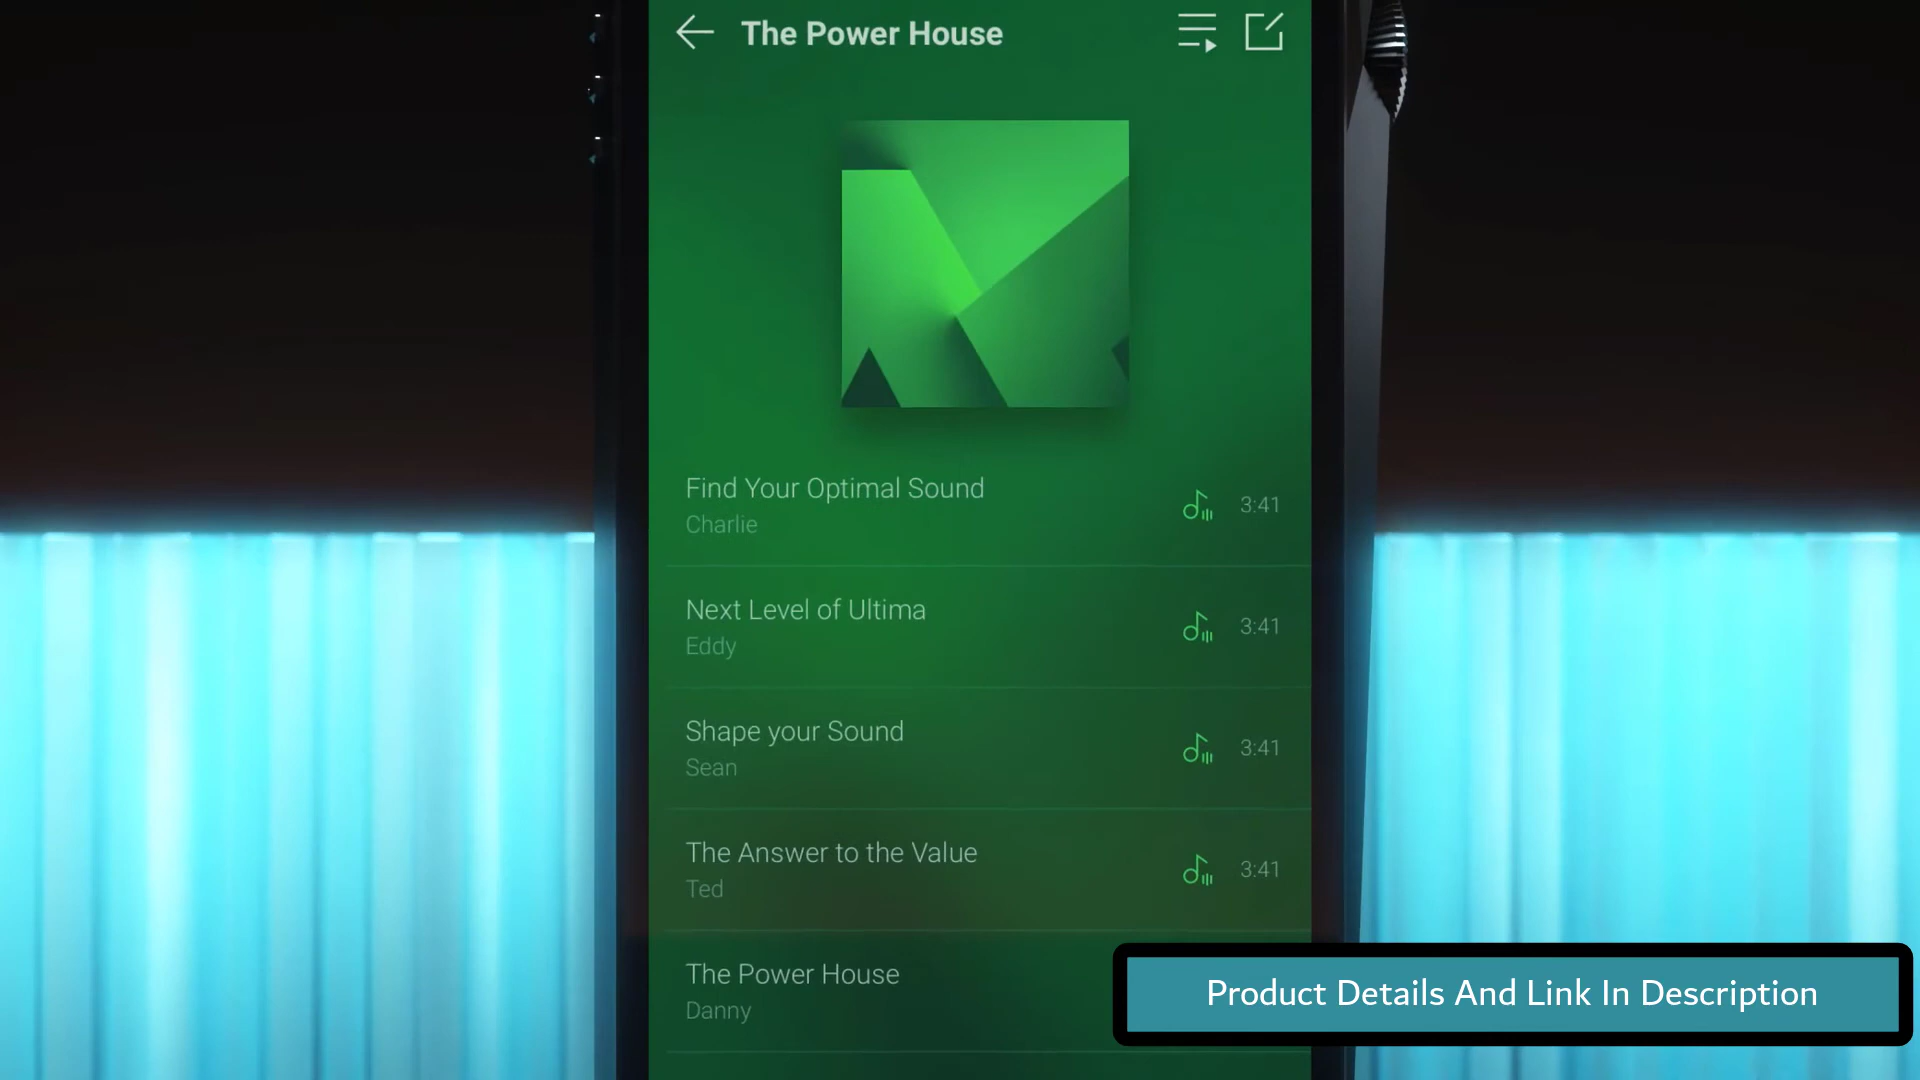 The Power House
Find Your Optimal Sound
Charlie
3:41
Next Level of Ultima
Eddy
3:41
Shape your Sound
Sean
3:41
The Answer to the Value
Ted
3:41
The Power House
Danny
Product Details And Link In Description